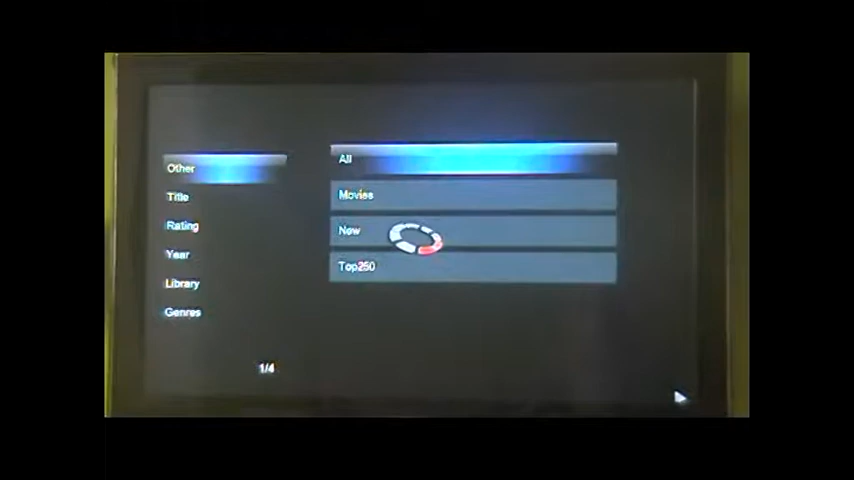 Other
Title
Rating
Year
Library
Genres
1/4
All
Movies
New
Top250